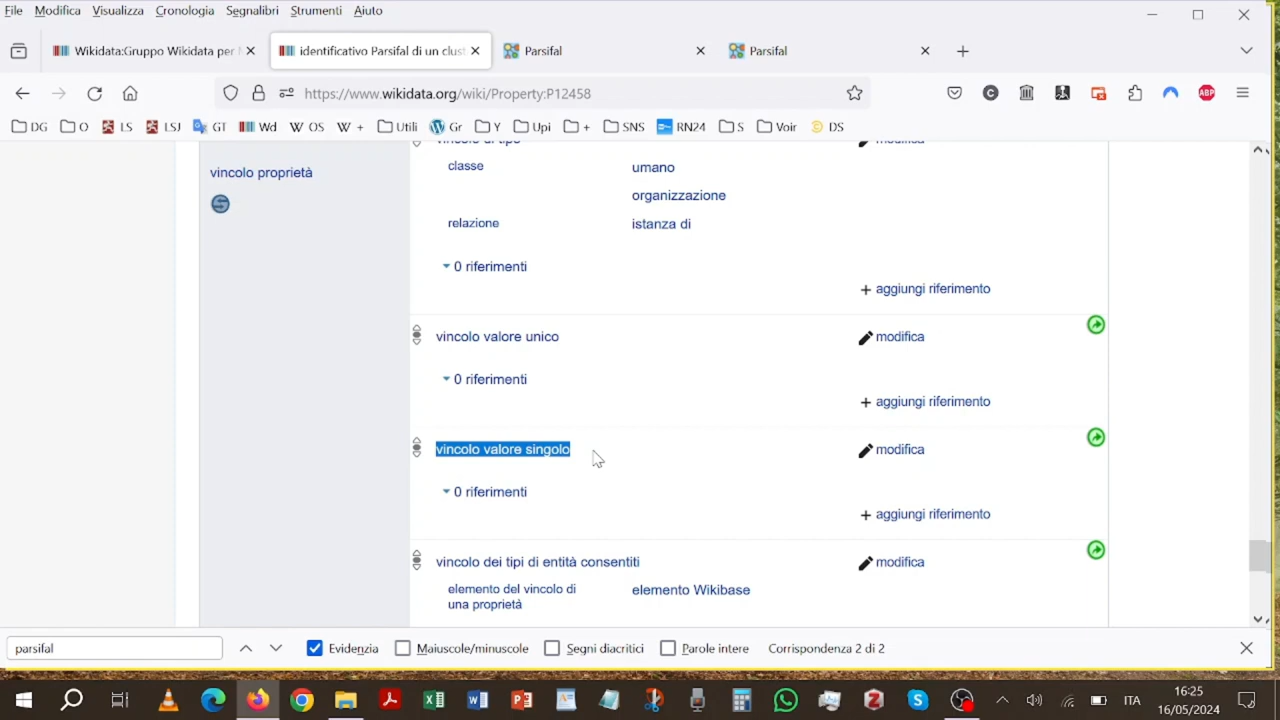 File Modifica Visualizza Cronologia Segnalibri Strumenti Aiuto
Wikidata:Gruppo Wikidata per identificativo Parsifal di un clust Parsifal Parsifal
https://www.wikidata.org/wiki/Property:P12458
DG O LS LSJ GT Wd OS + Utili Gr Y Upi + SNS RN24 S Voir DS
vincolo di tipo modifica
vincolo proprietà
classe umano
organizzazione
relazione istanza di
0 riferimenti
+ aggiungi riferimento
vincolo valore unico modifica
0 riferimenti
+ aggiungi riferimento
vincolo valore singolo modifica
0 riferimenti
+ aggiungi riferimento
vincolo dei tipi di entità consentiti modifica
elemento del vincolo di elemento Wikibase
una proprietà
parsifal Evidenzia Maiuscole/minuscole Segni diacritici Parole intere Corrispondenza 2 di 2
ITA 16:25
16/05/2024